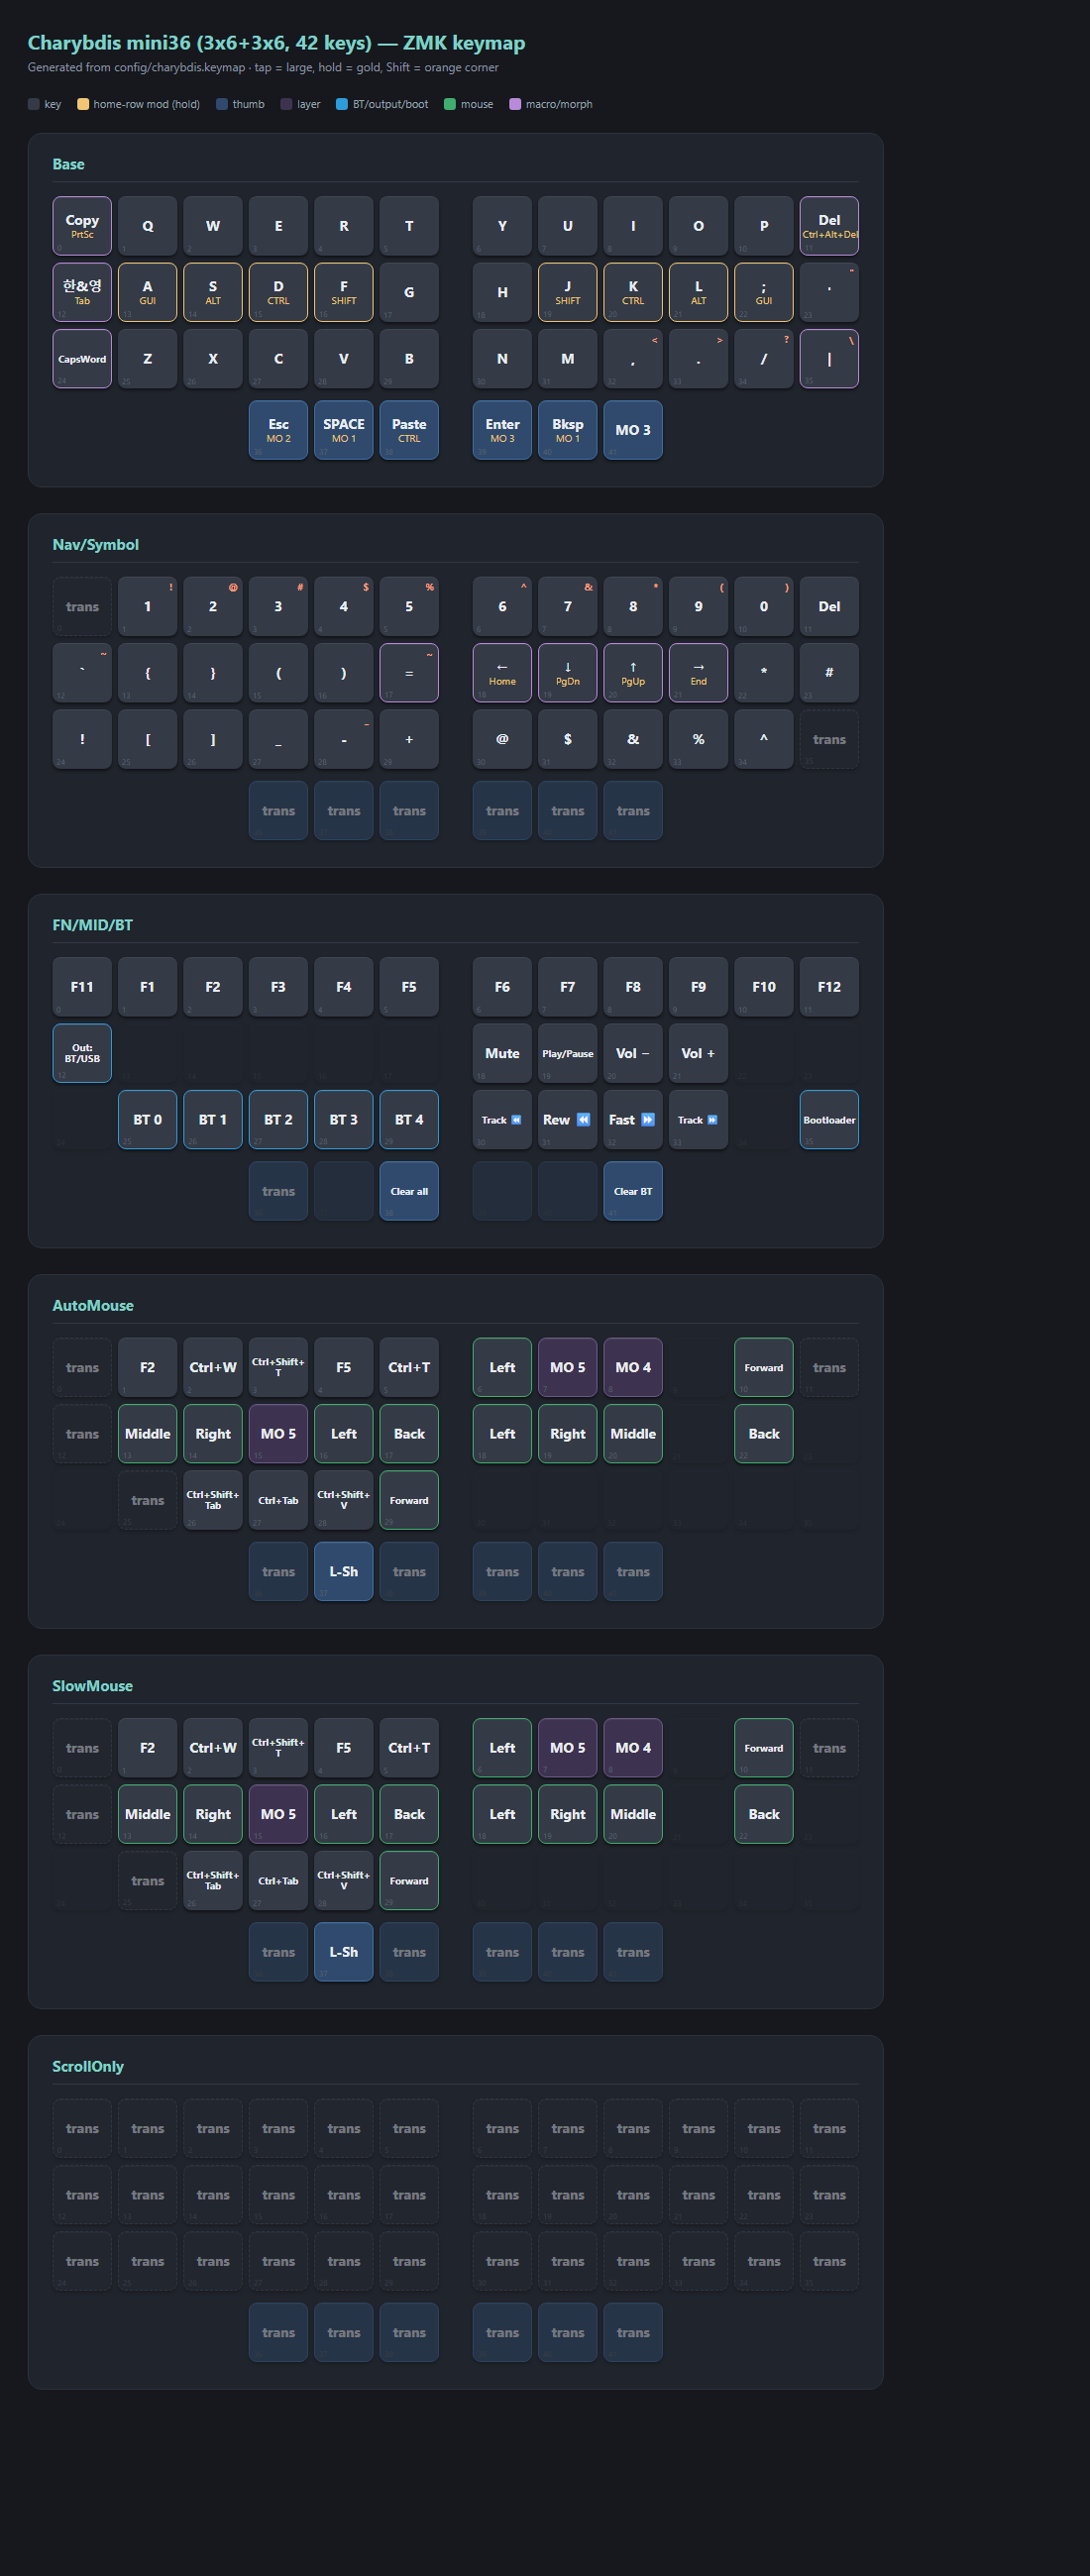 Charybdis mini36 (3x6+3x6, 42 keys) — ZMK keymap
Generated from config/charybdis.keymap · tap = large, hold = gold, Shift = orange corner
key home-row mod (hold) thumb layer BT/output/boot mouse macro/morph
Base
Copy Q W E R T Y U I O P Del
PrtSc Ctrl+Alt+Del
한&영 A S D F G H J K L ; ' "
Tab GUI ALT CTRL SHIFT SHIFT CTRL ALT GUI
CapsWord Z X C V B N M , < . > / ? | \
Esc SPACE Paste Enter Bksp MO 3
MO 2 MO 1 CTRL MO 3 MO 1
Nav/Symbol
trans 1 ! 2 @ 3 # 4 $ 5 % 6 ^ 7 & 8 * 9 ( 0 ) Del
` ~ { } ( ) = ~ ← ↓ ↑ → * #
Home PgDn PgUp End
! [ ] _ - _ + @ $ & % ^ trans
trans trans trans trans trans trans
FN/MID/BT
F11 F1 F2 F3 F4 F5 F6 F7 F8 F9 F10 F12
Out: BT/USB Mute Play/Pause Vol − Vol +
BT 0 BT 1 BT 2 BT 3 BT 4 Track ⏪ Rew ⏪ Fast ⏩ Track ⏩ Bootloader
trans Clear all Clear BT
AutoMouse
trans F2 Ctrl+W Ctrl+Shift+T F5 Ctrl+T Left MO 5 MO 4 Forward trans
trans Middle Right MO 5 Left Back Left Right Middle Back
trans Ctrl+Shift+Tab Ctrl+Tab Ctrl+Shift+V Forward
trans L-Sh trans trans trans trans
SlowMouse
trans F2 Ctrl+W Ctrl+Shift+T F5 Ctrl+T Left MO 5 MO 4 Forward trans
trans Middle Right MO 5 Left Back Left Right Middle Back
trans Ctrl+Shift+Tab Ctrl+Tab Ctrl+Shift+V Forward
trans L-Sh trans trans trans trans
ScrollOnly
trans trans trans trans trans trans trans trans trans trans trans trans
trans trans trans trans trans trans trans trans trans trans trans trans
trans trans trans trans trans trans trans trans trans trans trans trans
trans trans trans trans trans trans